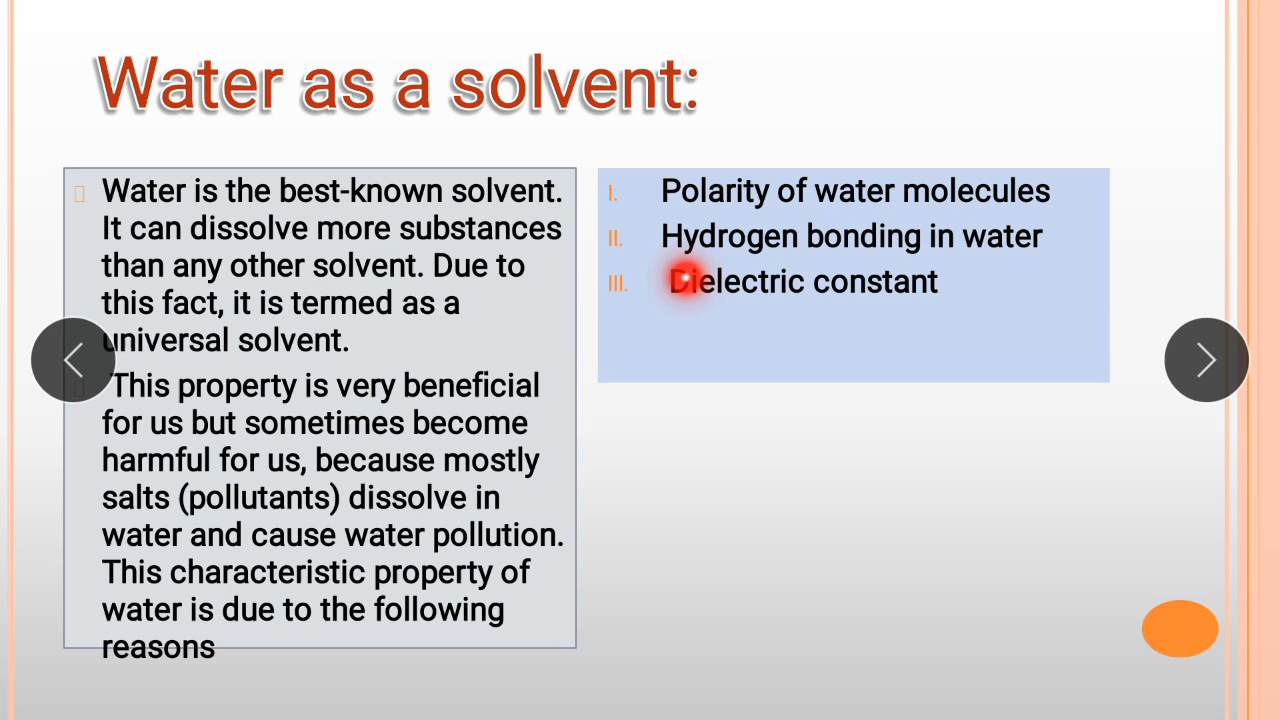 Water as a solvent:
Water is the best-known solvent.
It can dissolve more substances
than any other solvent. Due to
this fact, it is termed as a
universal solvent.
This property is very beneficial
for us but sometimes become
harmful for us, because mostly
salts (pollutants) dissolve in
water and cause water pollution.
This characteristic property of
water is due to the following
reasons
I. Polarity of water molecules
II. Hydrogen bonding in water
III. Dielectric constant